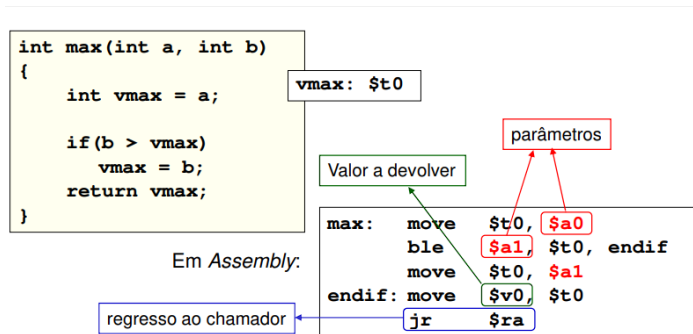 int max(int a, int b)
{
int vmax = a;
if(b > vmax)
vmax = b;
return vmax;
}
vmax: $t0
parâmetros
Valor a devolver
Em Assembly:
max: move $t0, $a0
ble $a1, $t0, endif
move $t0, $a1
endif: move $v0, $t0
jr $ra
regresso ao chamador